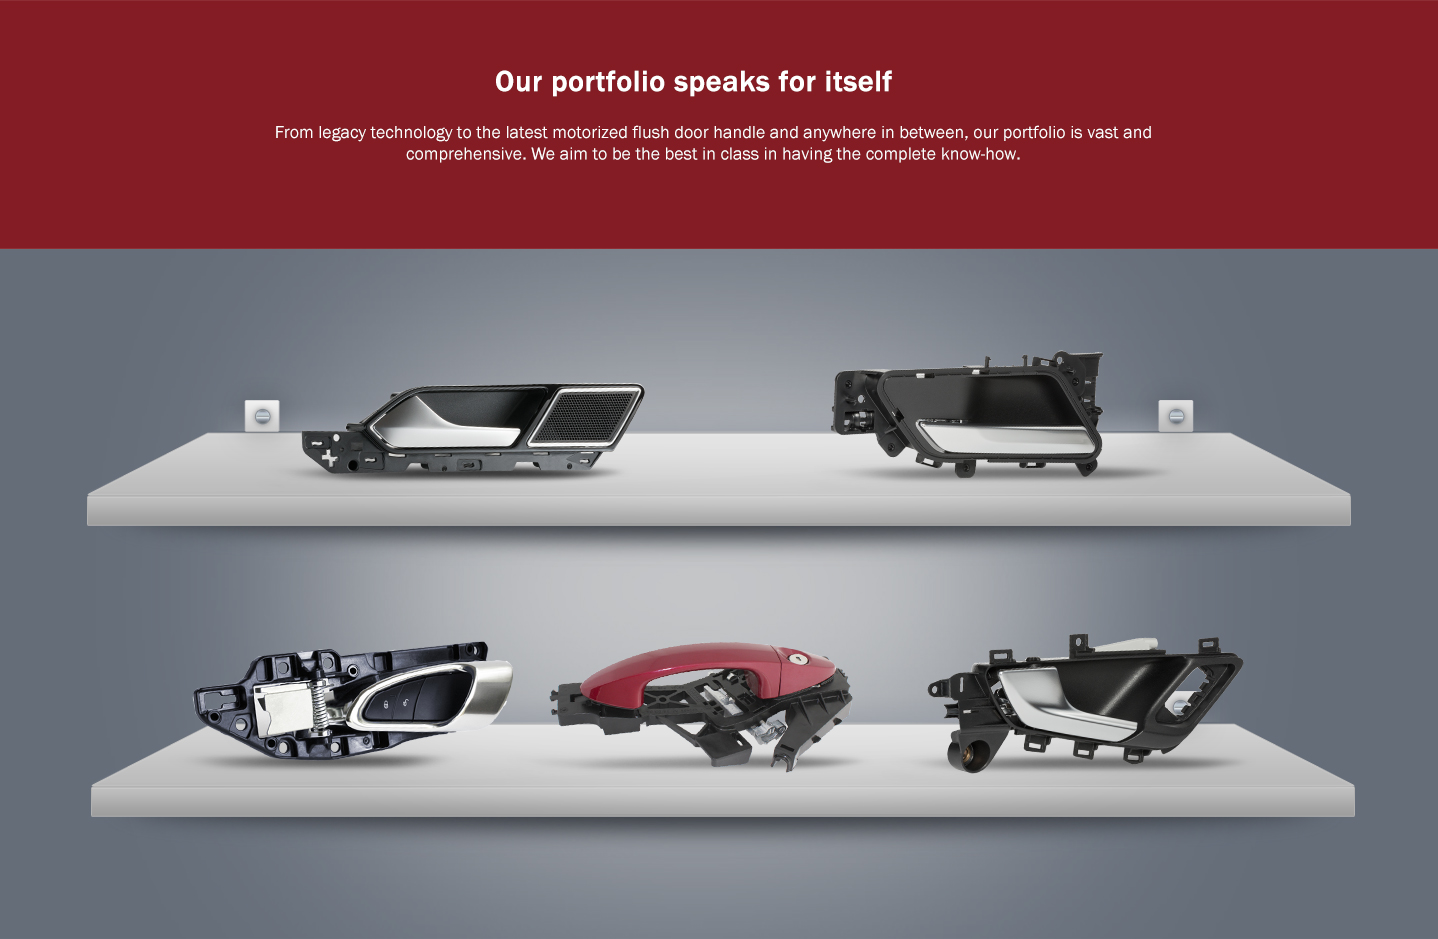 Our portfolio speaks for itself
From legacy technology to the latest motorized flush door handle and anywhere in between, our portfolio is vast and
comprehensive. We aim to be the best in class in having the complete know-how.